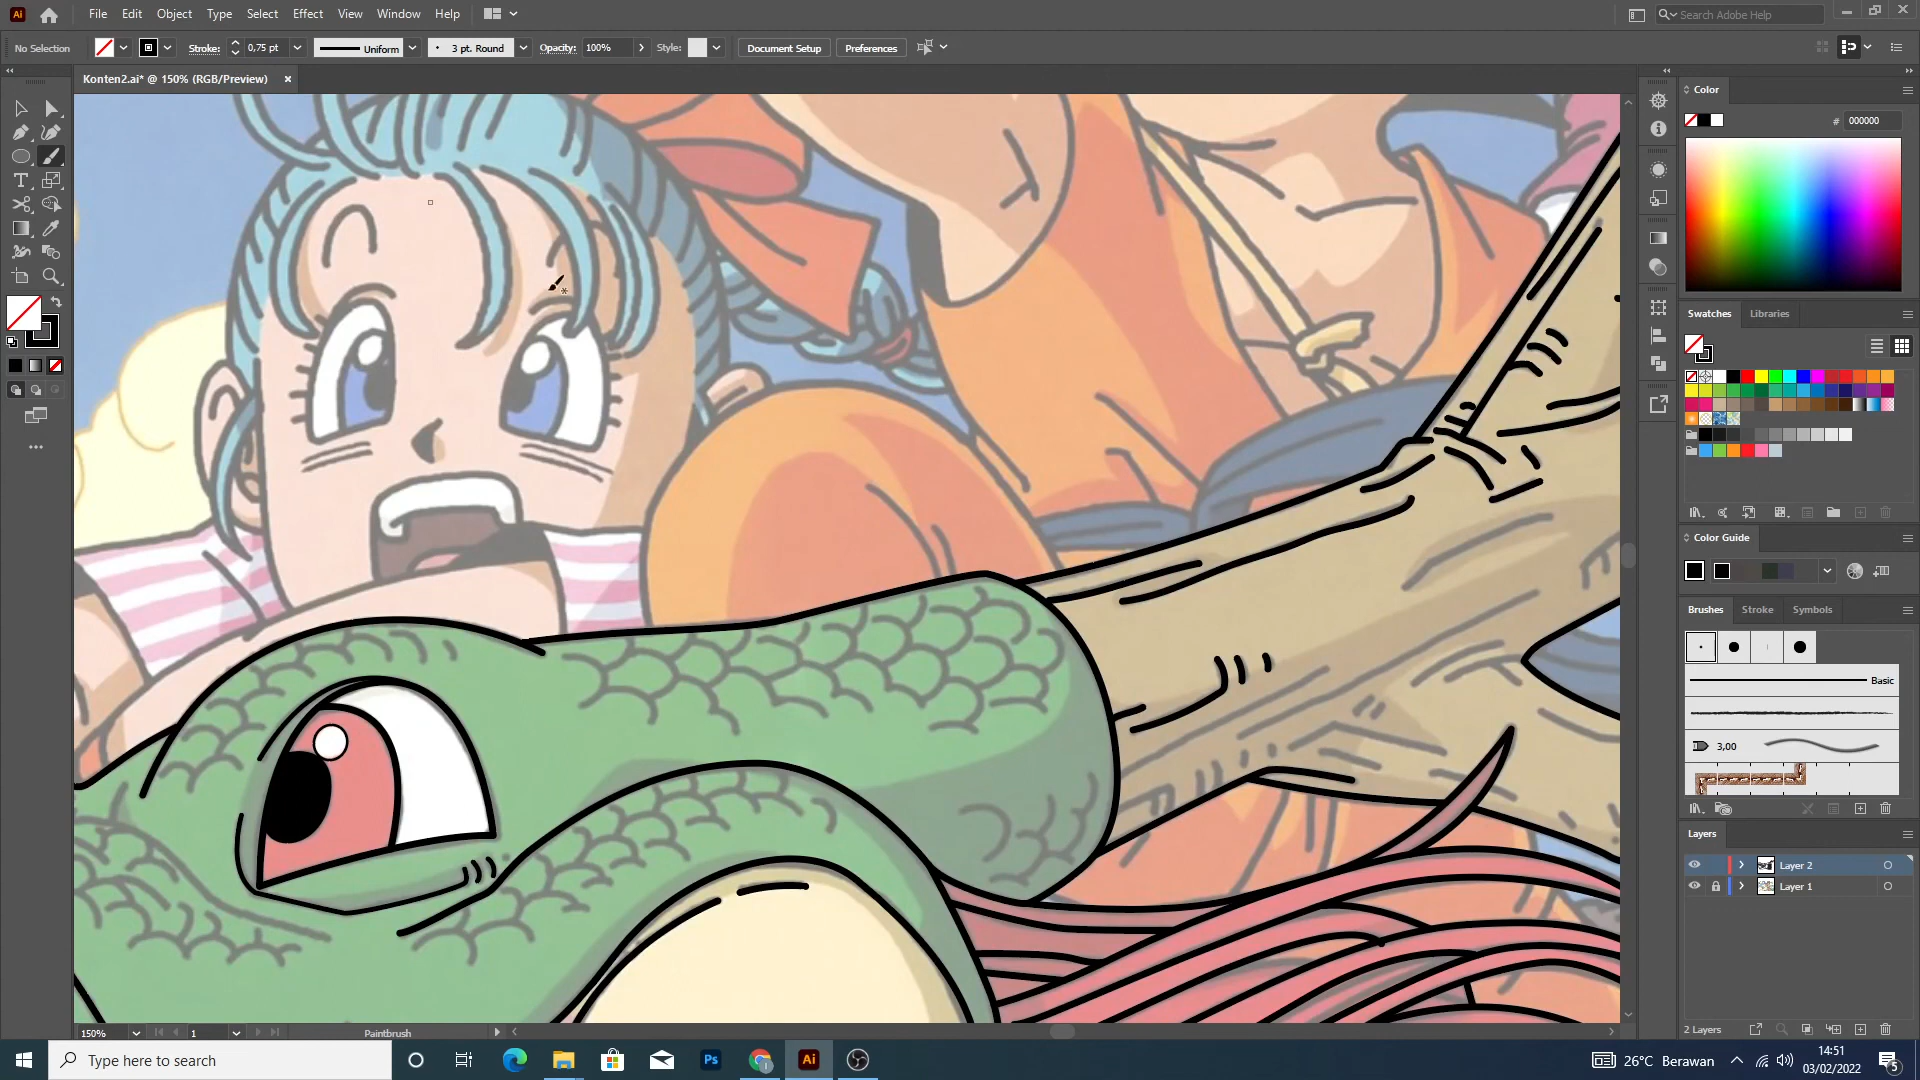 Ai File Edit Object Type Select Effect View Window Help Search Adobe Help
No Selection Stroke: 0,75 pt Uniform 3 pt. Round Opacity: 100% Style: Document Setup Preferences
Konten2.ai* @ 150% (RGB/Preview)
Color
# 000000
Swatches Libraries
Color Guide
Brushes Stroke Symbols
Basic
3,00
Layers
Layer 2
Layer 1
2 Layers
150% 1 Paintbrush
Type here to search
Ps Ai
26°C Berawan
14:51
03/02/2022
5